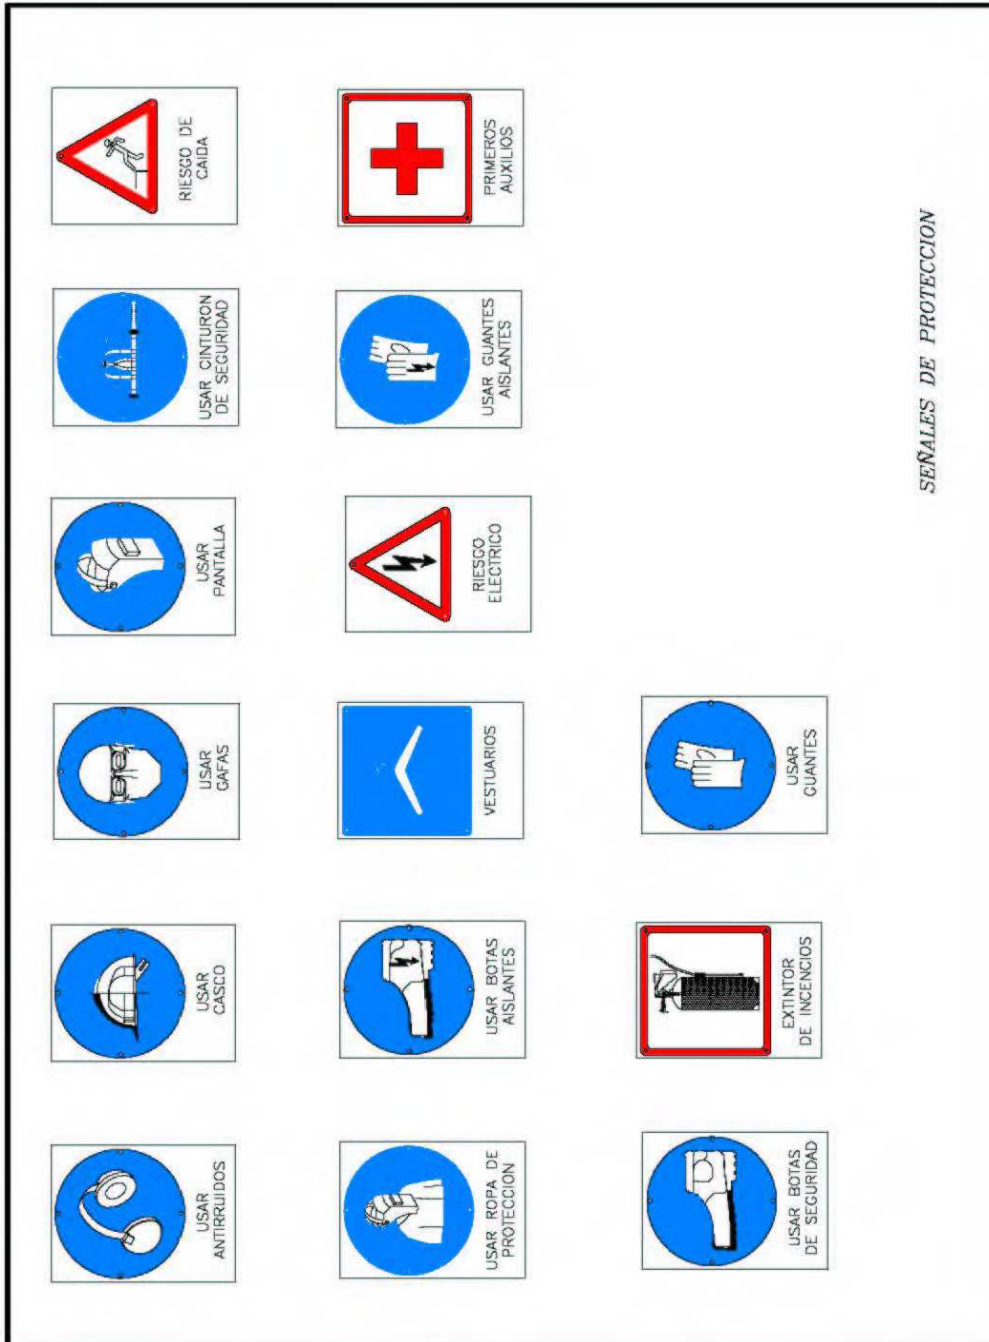 USAR
ANTIRRUIDOS
USAR
CASCO
USAR
GAFAS
USAR
PANTALLA
USAR CINTURON
DE SEGURIDAD
RIESGO DE
CAIDA
USAR ROPA DE
PROTECCION
USAR BOTAS
AISLANTES
VESTUARIOS
RIESGO
ELECTRICO
USAR GUANTES
AISLANTES
PRIMEROS
AUXILIOS
USAR BOTAS
DE SEGURIDAD
EXTINTOR
DE INCENCIOS
USAR
GUANTES
SEÑALES DE PROTECCION